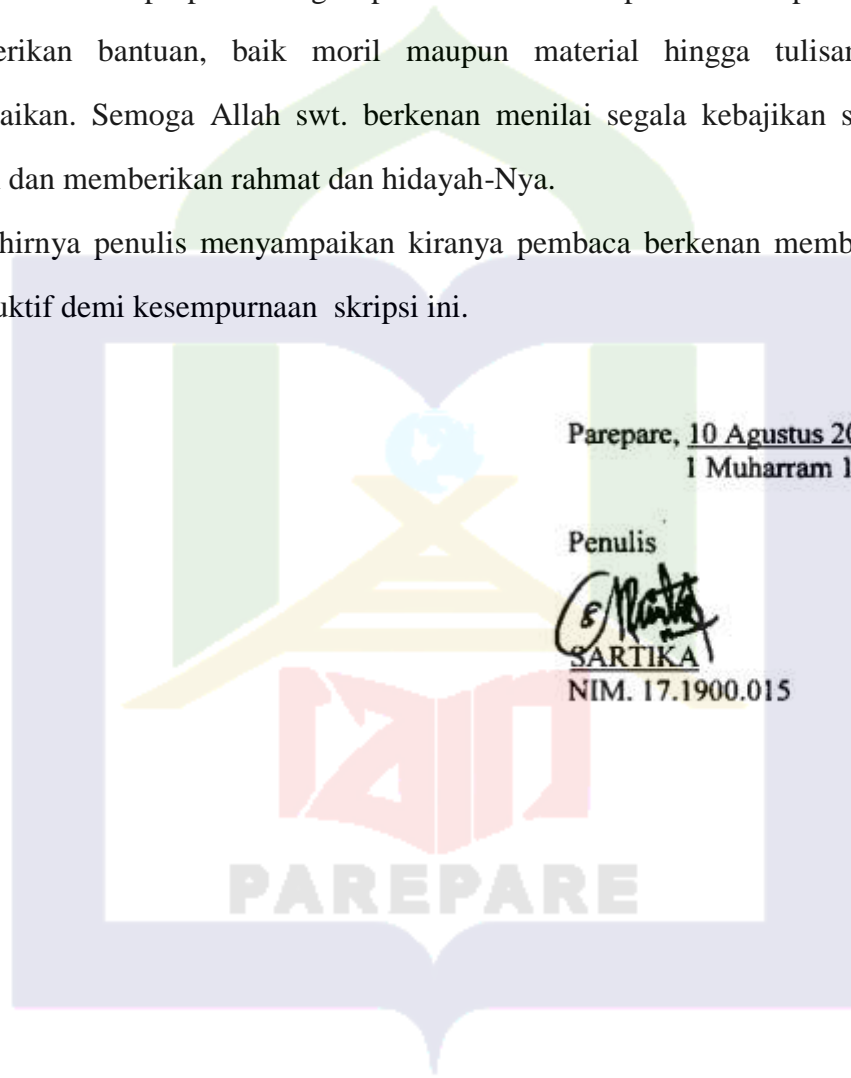 erikan bantuan, baik moril maupun material hingga tulisan
aikan. Semoga Allah swt. berkenan menilai segala kebajikan s
dan memberikan rahmat dan hidayah-Nya.
hirnya penulis menyampaikan kiranya pembaca berkenan memb
uktif demi kesempurnaan skripsi ini.
Parepare, 10 Agustus 20
1 Muharram 1
Penulis
SARTIKA
NIM. 17.1900.015
PAREPARE